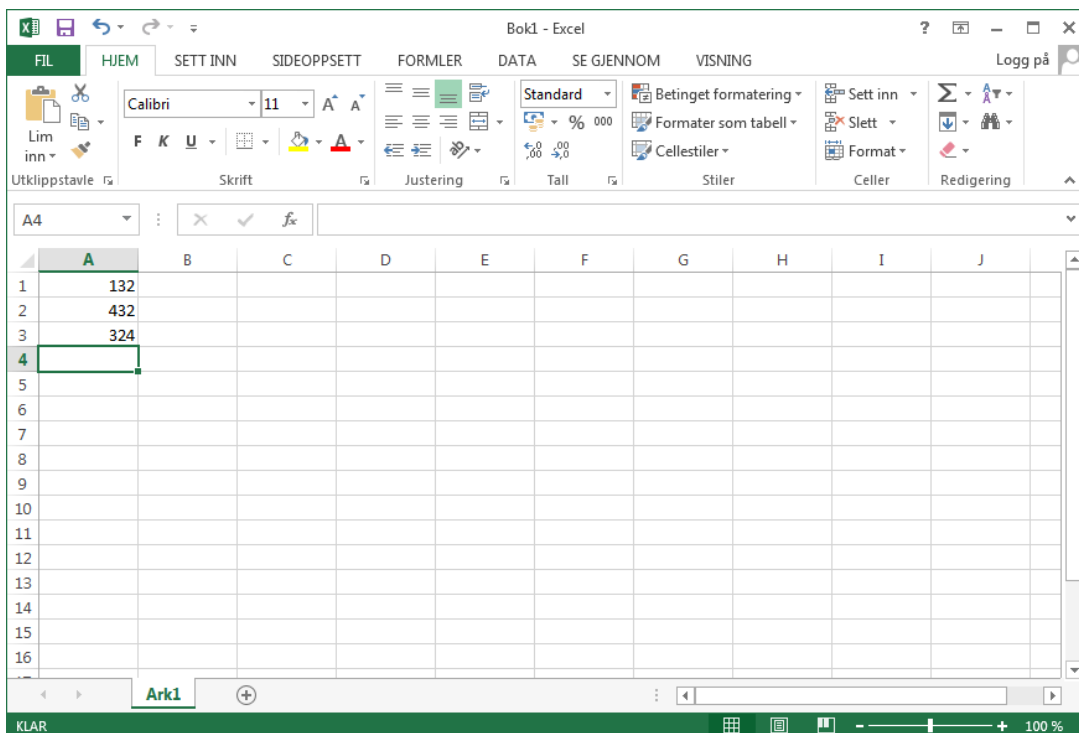 Bok1 - Excel
FIL HJEM SETT INN SIDEOPPSETT FORMLER DATA SE GJENNOM VISNING Logg på
Calibri 11 A A Standard Betinget formatering Sett inn Σ
Lim inn F K U A % 000 Formater som tabell Slett
Cellestiler Format
Utklippstavle Skrift Justering Tall Stiler Celler Redigering
A4 fx
A B C D E F G H I J
1 132
2 432
3 324
4
5
6
7
8
9
10
11
12
13
14
15
16
Ark1
KLAR 100 %